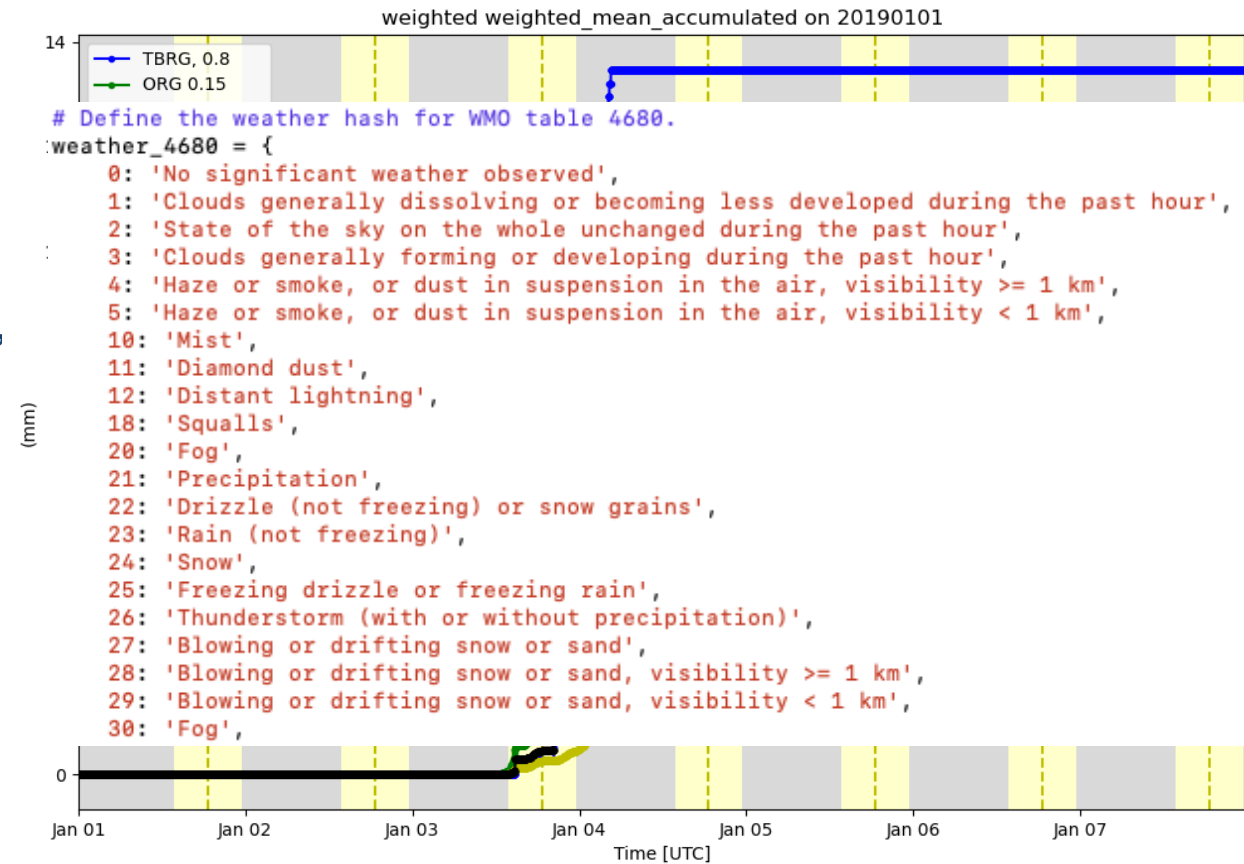 weighted weighted_mean_accumulated on 20190101
14
TBRG, 0.8
ORG 0.15
# Define the weather hash for WMO table 4680.
weather_4680 = {
0: 'No significant weather observed',
1: 'Clouds generally dissolving or becoming less developed during the past hour',
2: 'State of the sky on the whole unchanged during the past hour',
3: 'Clouds generally forming or developing during the past hour',
4: 'Haze or smoke, or dust in suspension in the air, visibility >= 1 km',
5: 'Haze or smoke, or dust in suspension in the air, visibility < 1 km',
10: 'Mist',
11: 'Diamond dust',
12: 'Distant lightning',
18: 'Squalls',
20: 'Fog',
21: 'Precipitation',
22: 'Drizzle (not freezing) or snow grains',
23: 'Rain (not freezing)',
24: 'Snow',
25: 'Freezing drizzle or freezing rain',
26: 'Thunderstorm (with or without precipitation)',
27: 'Blowing or drifting snow or sand',
28: 'Blowing or drifting snow or sand, visibility >= 1 km',
29: 'Blowing or drifting snow or sand, visibility < 1 km',
30: 'Fog',
(mm)
0
Jan 01 Jan 02 Jan 03 Jan 04 Jan 05 Jan 06 Jan 07
Time [UTC]